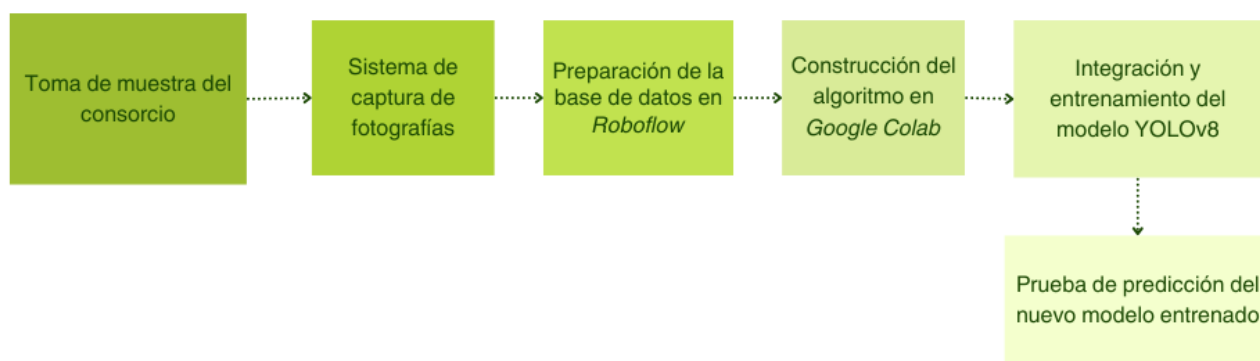 Toma de muestra del
consorcio
Sistema de
captura de
fotografías
Preparación de la
base de datos en
Roboflow
Construcción del
algoritmo en
Google Colab
Integración y
entrenamiento del
modelo YOLOv8
Prueba de predicción del
nuevo modelo entrenado